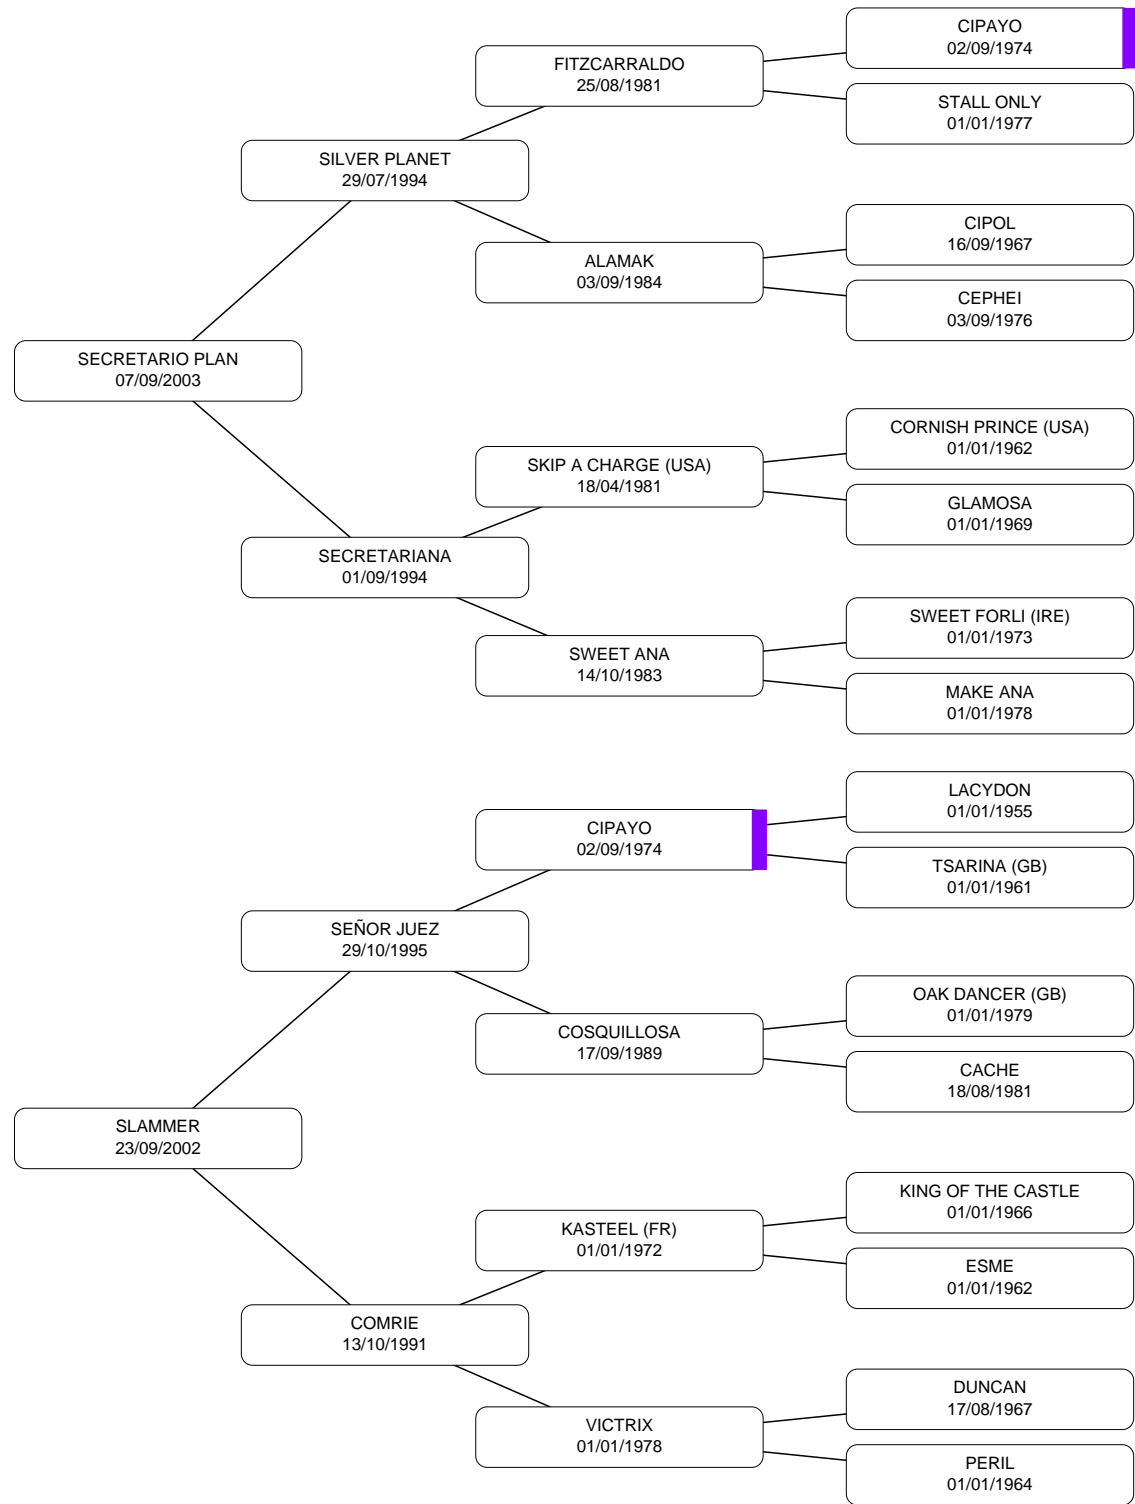 CIPAYO
02/09/1974
FITZCARRALDO
25/08/1981
STALL ONLY
01/01/1977
SILVER PLANET
29/07/1994
CIPOL
16/09/1967
ALAMAK
03/09/1984
CEPHEI
03/09/1976
SECRETARIO PLAN
07/09/2003
CORNISH PRINCE (USA)
01/01/1962
SKIP A CHARGE (USA)
18/04/1981
GLAMOSA
01/01/1969
SECRETARIANA
01/09/1994
SWEET FORLI (IRE)
01/01/1973
SWEET ANA
14/10/1983
MAKE ANA
01/01/1978
LACYDON
01/01/1955
CIPAYO
02/09/1974
TSARINA (GB)
01/01/1961
SEÑOR JUEZ
29/10/1995
OAK DANCER (GB)
01/01/1979
COSQUILLOSA
17/09/1989
CACHE
18/08/1981
SLAMMER
23/09/2002
KING OF THE CASTLE
01/01/1966
KASTEEL (FR)
01/01/1972
ESME
01/01/1962
COMRIE
13/10/1991
DUNCAN
17/08/1967
VICTRIX
01/01/1978
PERIL
01/01/1964